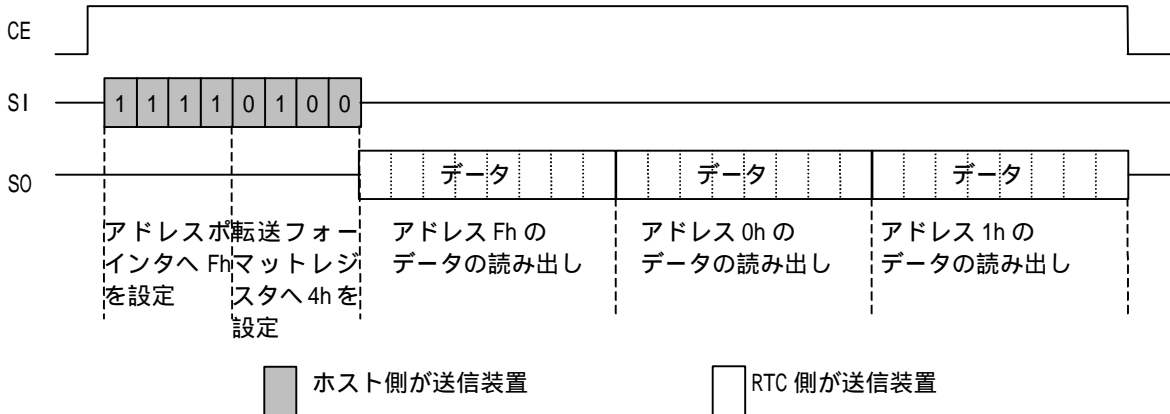 CE
SI
1 1 1 1 0 1 0 0
SO
データ
データ
データ
アドレスポ
インタへ Fh
を設定
転送フォー
マットレジ
スタへ 4h を
設定
アドレス Fh の
データの読み出し
アドレス 0h の
データの読み出し
アドレス 1h の
データの読み出し
ホスト側が送信装置
RTC 側が送信装置